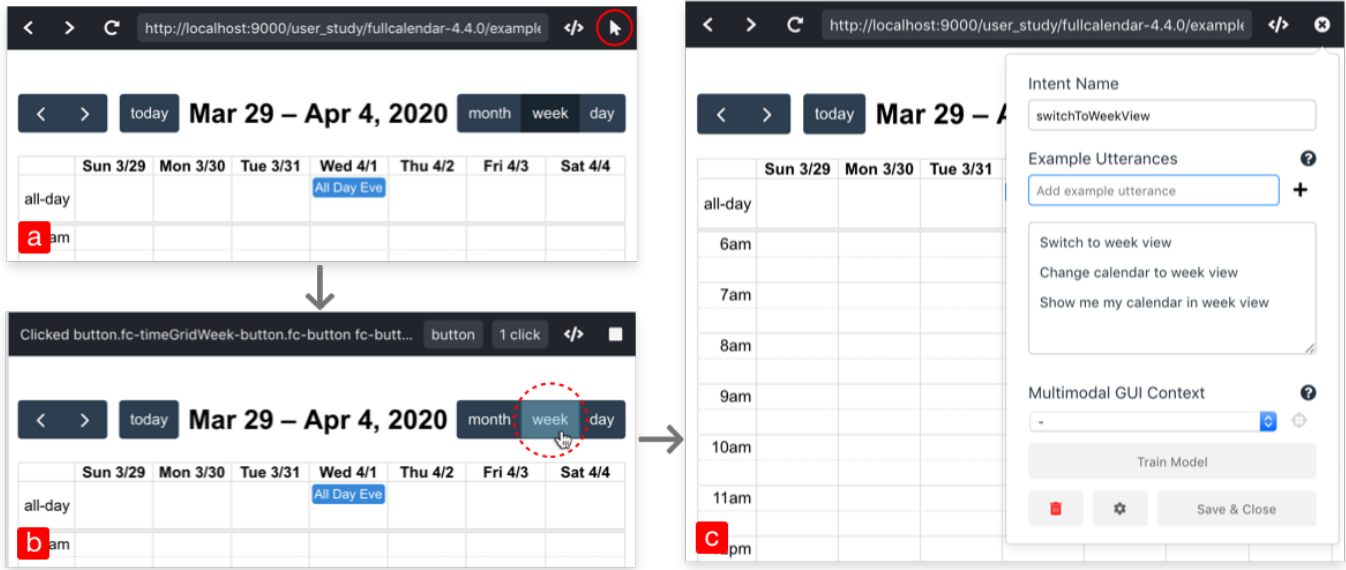 http://localhost:9000/user_study/fullcalendar-4.4.0/example
today Mar 29 – Apr 4, 2020 month week day
Sun 3/29 Mon 3/30 Tue 3/31 Wed 4/1 Thu 4/2 Fri 4/3 Sat 4/4
All Day Eve
all-day
a am
Clicked button.fc-timeGridWeek-button.fc-button fc-butt... button 1 click
today Mar 29 – Apr 4, 2020 month week day
Sun 3/29 Mon 3/30 Tue 3/31 Wed 4/1 Thu 4/2 Fri 4/3 Sat 4/4
All Day Eve
all-day
b am
http://localhost:9000/user_study/fullcalendar-4.4.0/example
today Mar 29 –
Sun 3/29 Mon 3/30 Tue 3/31
all-day
6am
7am
8am
9am
10am
11am
c pm
Intent Name
switchToWeekView
Example Utterances
Add example utterance
Switch to week view
Change calendar to week view
Show me my calendar in week view
Multimodal GUI Context
-
Train Model
Save & Close